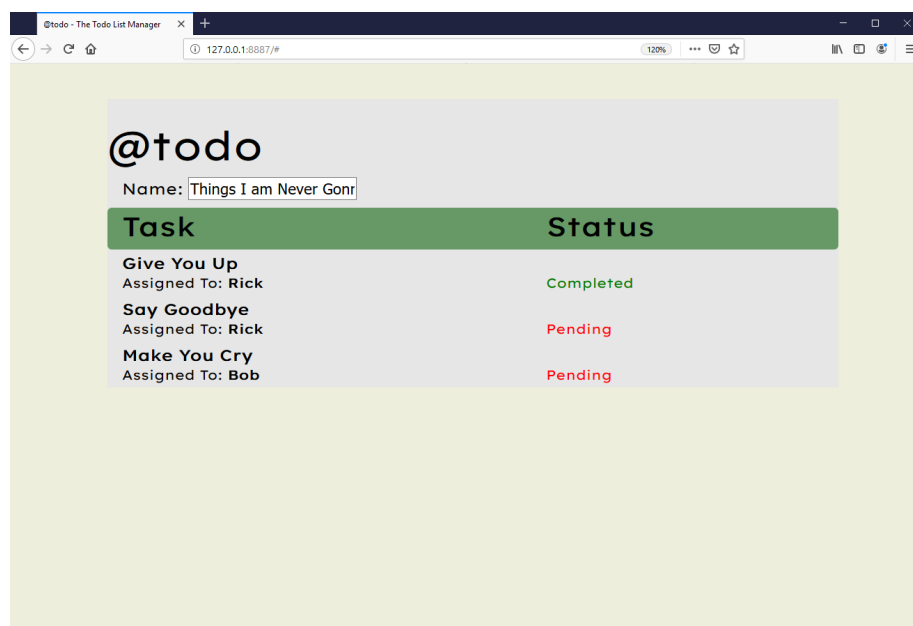 @todo - The Todo List Manager
127.0.0.1:8887/#
120%
@todo
Name: Things I am Never Gonr
Task Status
Give You Up
Assigned To: Rick Completed
Say Goodbye
Assigned To: Rick Pending
Make You Cry
Assigned To: Bob Pending